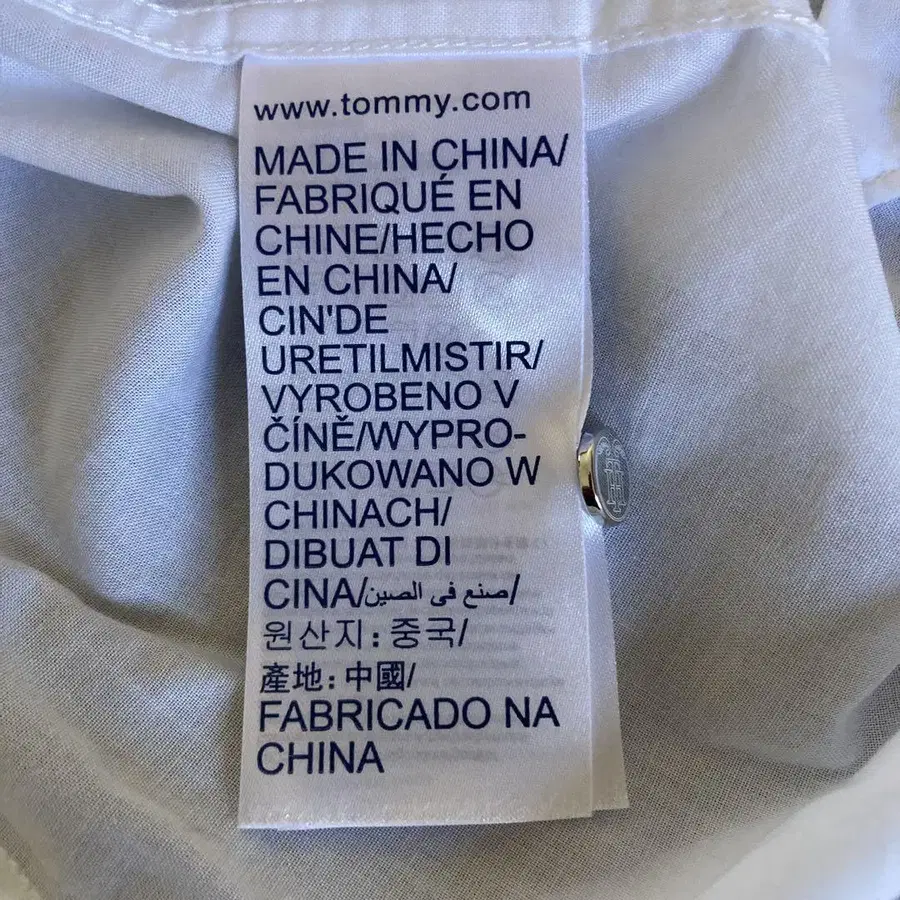 www.tommy.com
MADE IN CHINA/
FABRIQUÉ EN
CHINE/HECHO
EN CHINA/
CIN'DE
URETILMISTIR/
VYROBENO V
ČÍNĚ/WYPRO-
DUKOWANO W
CHINACH/
DIBUAT DI
CINA/صنع فى الصين/
원산지: 중국/
產地: 中國/
FABRICADO NA
CHINA